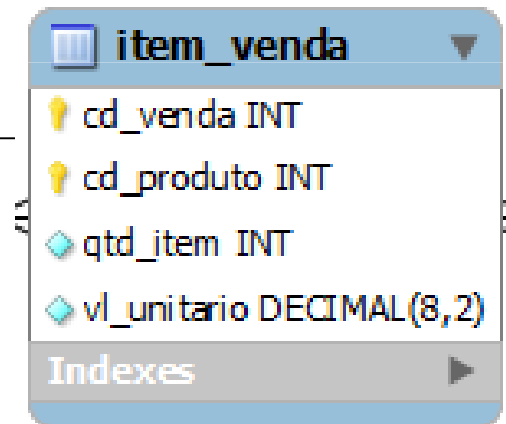 item_venda
cd_venda INT
cd_produto INT
qtd_item INT
vl_unitario DECIMAL(8,2)
Indexes